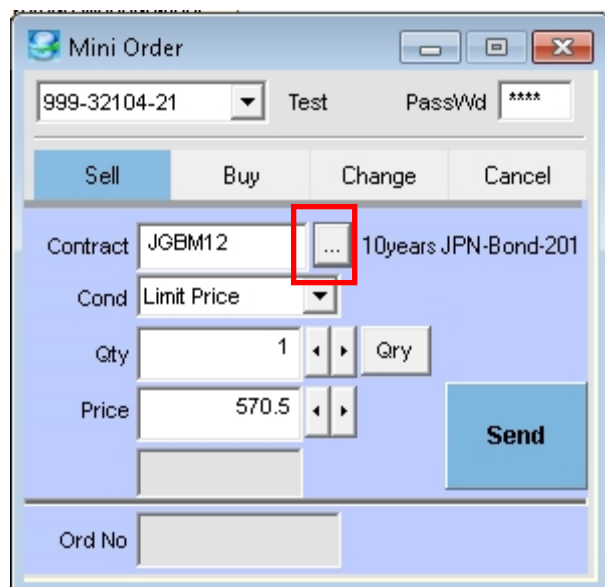 Mini Order
999-32104-21 Test PassWd ****
Sell Buy Change Cancel
Contract JGBM12 ... 10years JPN-Bond-201
Cond Limit Price
Qty 1 Qry
Price 570.5
Send
Ord No